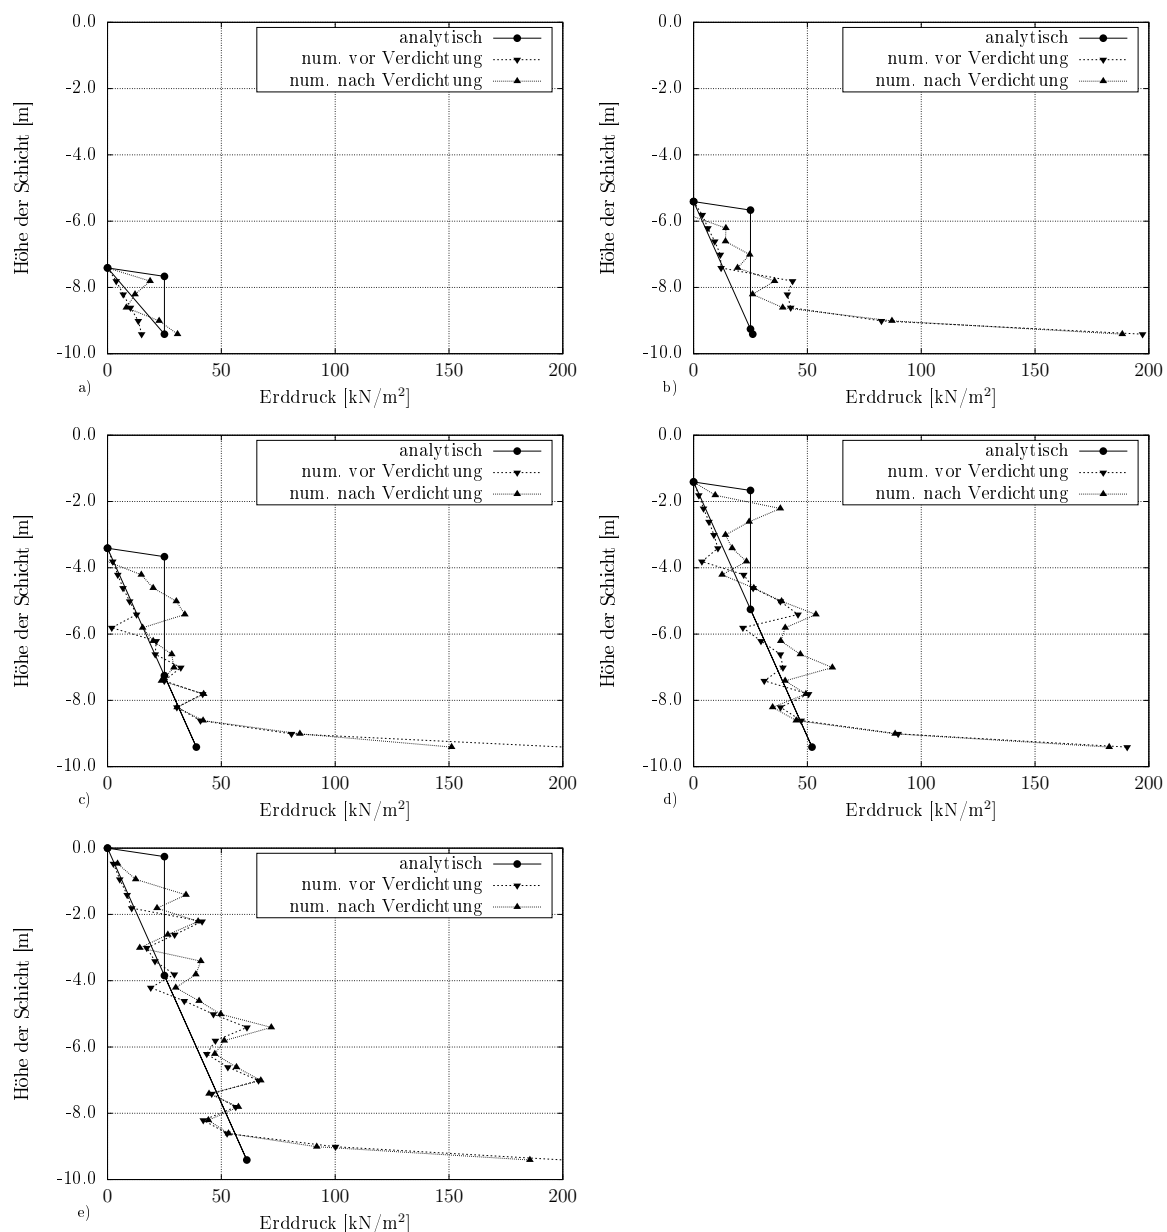 0.0
-2.0
-4.0
-6.0
-8.0
-10.0
Höhe der Schicht [m]
analytisch
num. vor Verdichtung
num. nach Verdichtung
0 50 100 150 200
a)
Erddruck [kN/m²]
0.0
-2.0
-4.0
-6.0
-8.0
-10.0
Höhe der Schicht [m]
analytisch
num. vor Verdichtung
num. nach Verdichtung
0 50 100 150 200
b)
Erddruck [kN/m²]
0.0
-2.0
-4.0
-6.0
-8.0
-10.0
Höhe der Schicht [m]
analytisch
num. vor Verdichtung
num. nach Verdichtung
0 50 100 150 200
c)
Erddruck [kN/m²]
0.0
-2.0
-4.0
-6.0
-8.0
-10.0
Höhe der Schicht [m]
analytisch
num. vor Verdichtung
num. nach Verdichtung
0 50 100 150 200
d)
Erddruck [kN/m²]
0.0
-2.0
-4.0
-6.0
-8.0
-10.0
Höhe der Schicht [m]
analytisch
num. vor Verdichtung
num. nach Verdichtung
0 50 100 150 200
e)
Erddruck [kN/m²]